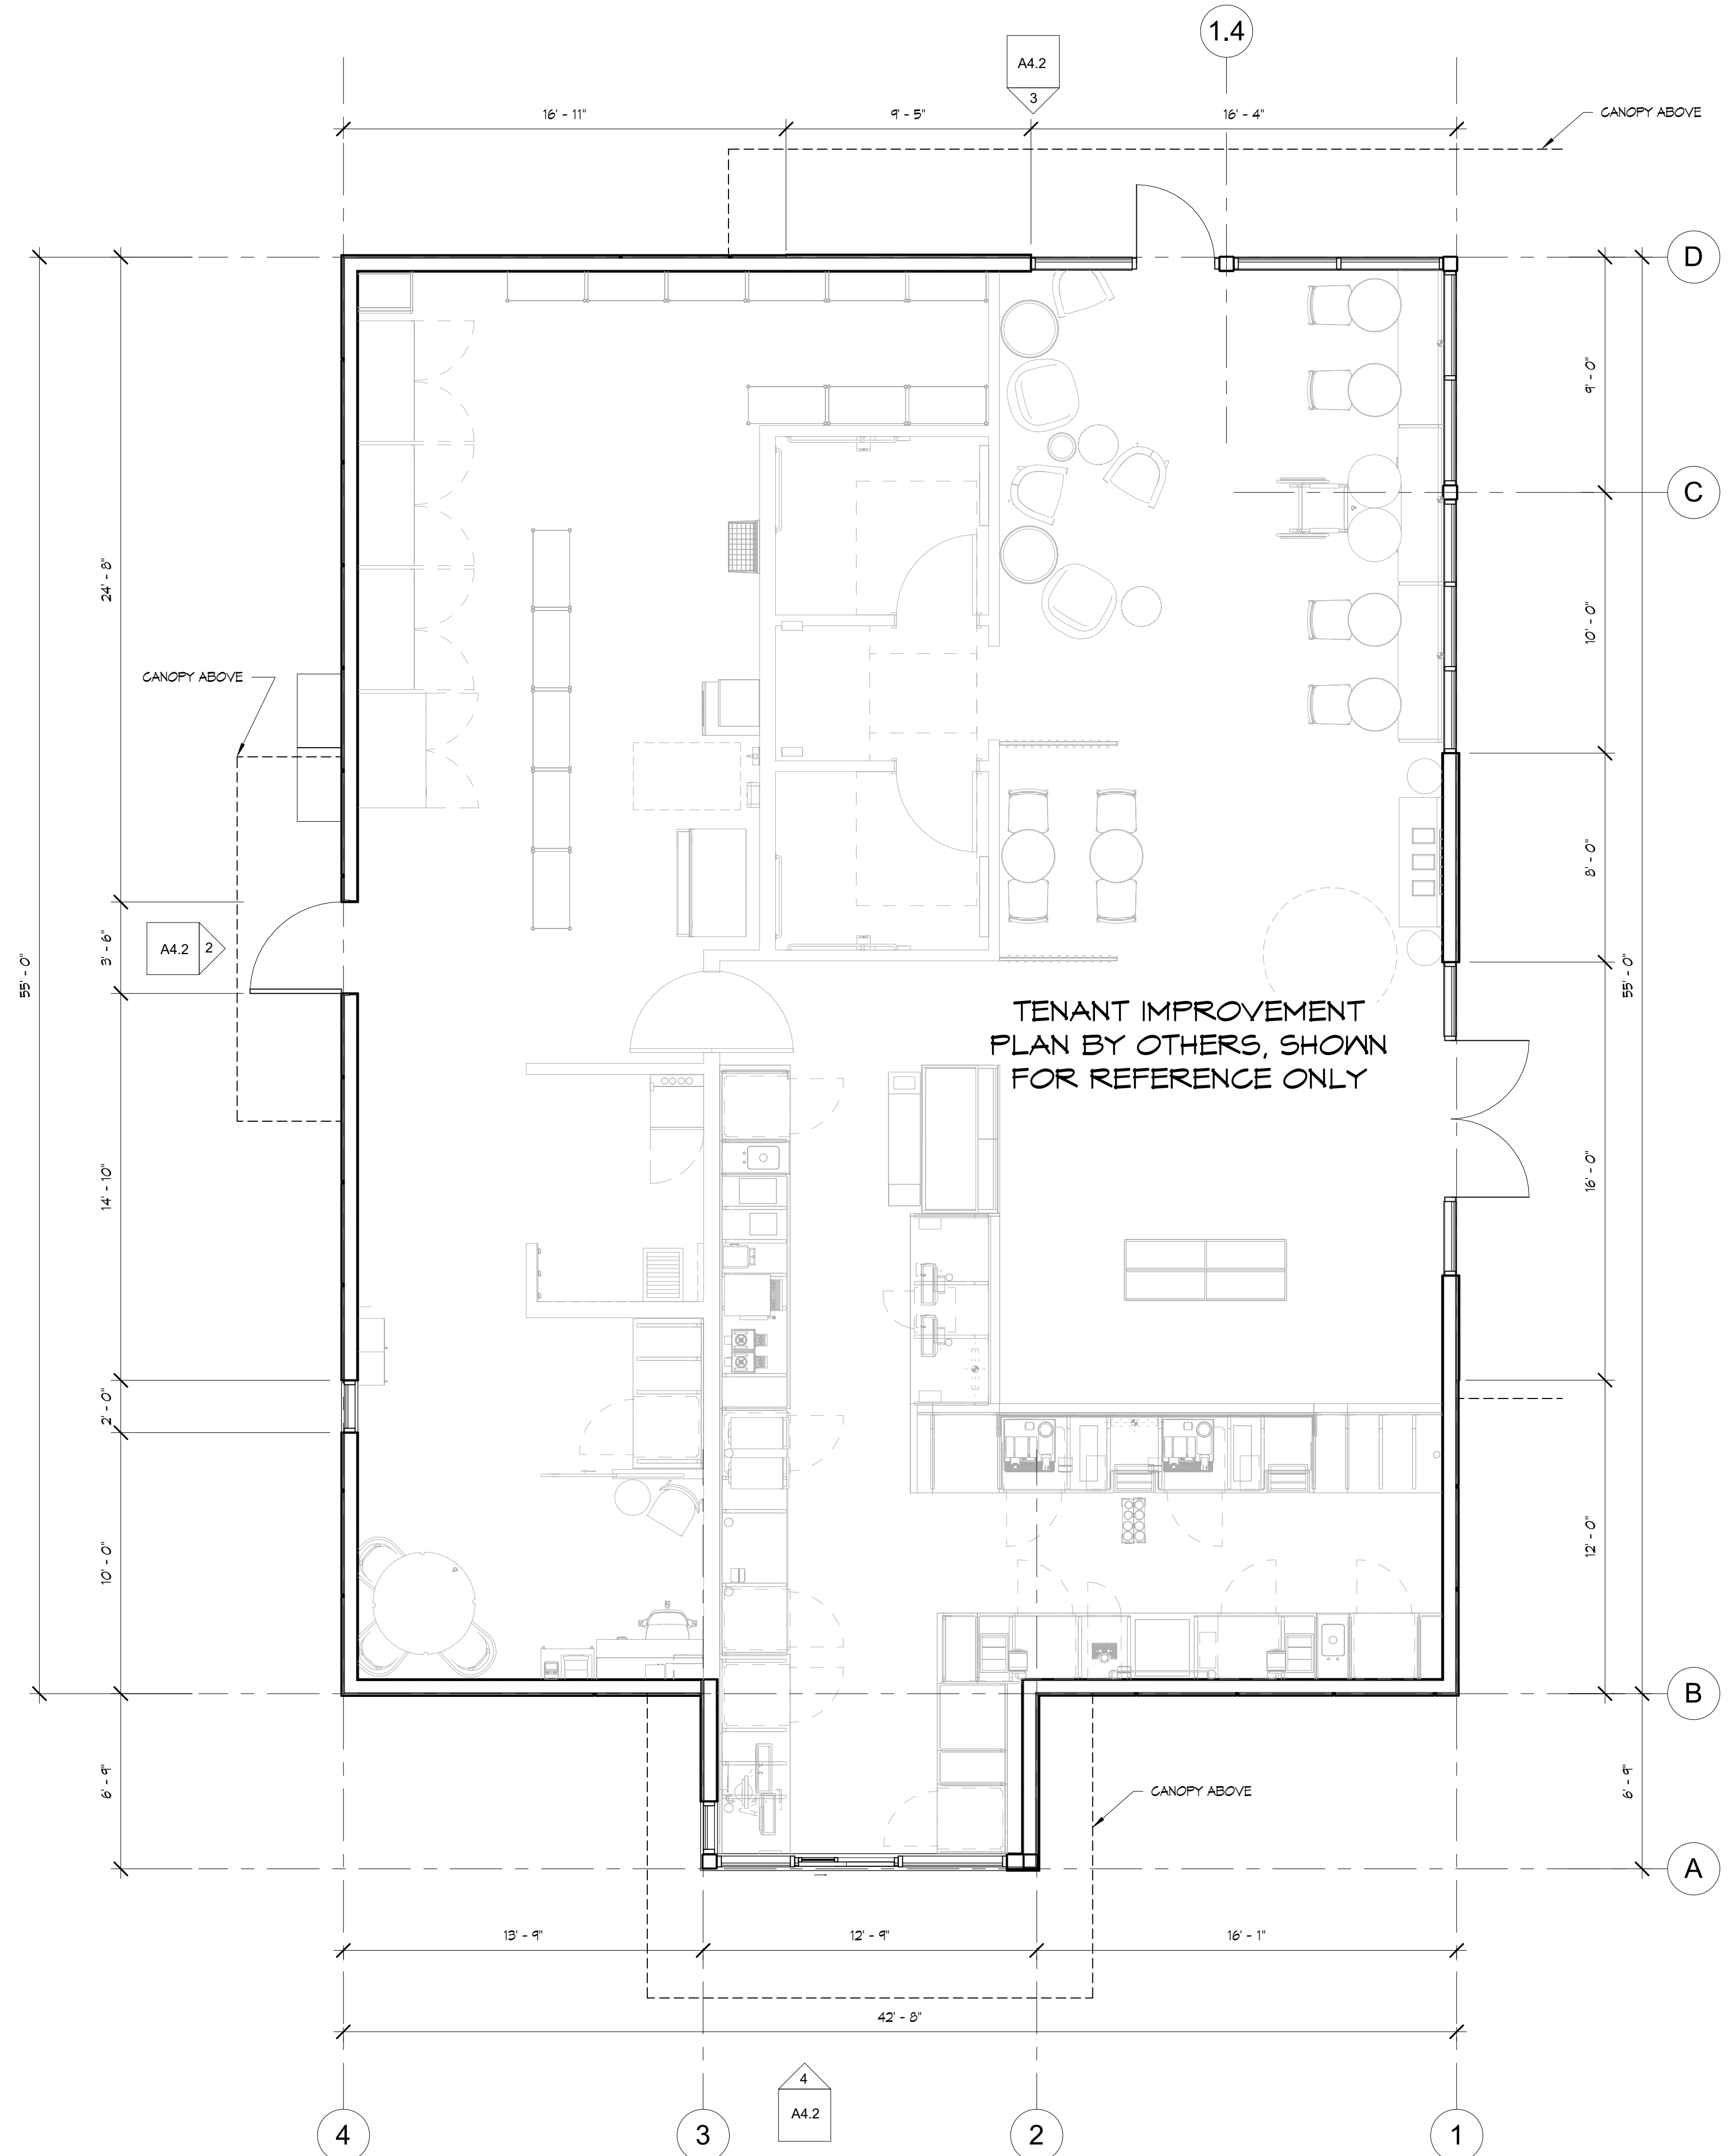 1.4
A4.2
3
16' - 11"
9' - 5"
16' - 4"
CANOPY ABOVE
D
9' - 0"
C
24' - 8"
10' - 0"
CANOPY ABOVE
8' - 0"
A4.2
2
3' - 6"
55' - 0"
55' - 0"
TENANT IMPROVEMENT
PLAN BY OTHERS, SHOWN
FOR REFERENCE ONLY
14' - 10"
16' - 0"
2' - 0"
10' - 0"
12' - 0"
B
6' - 9"
6' - 9"
CANOPY ABOVE
A
13' - 9"
12' - 9"
16' - 1"
42' - 8"
4
A4.2
4
3
2
1